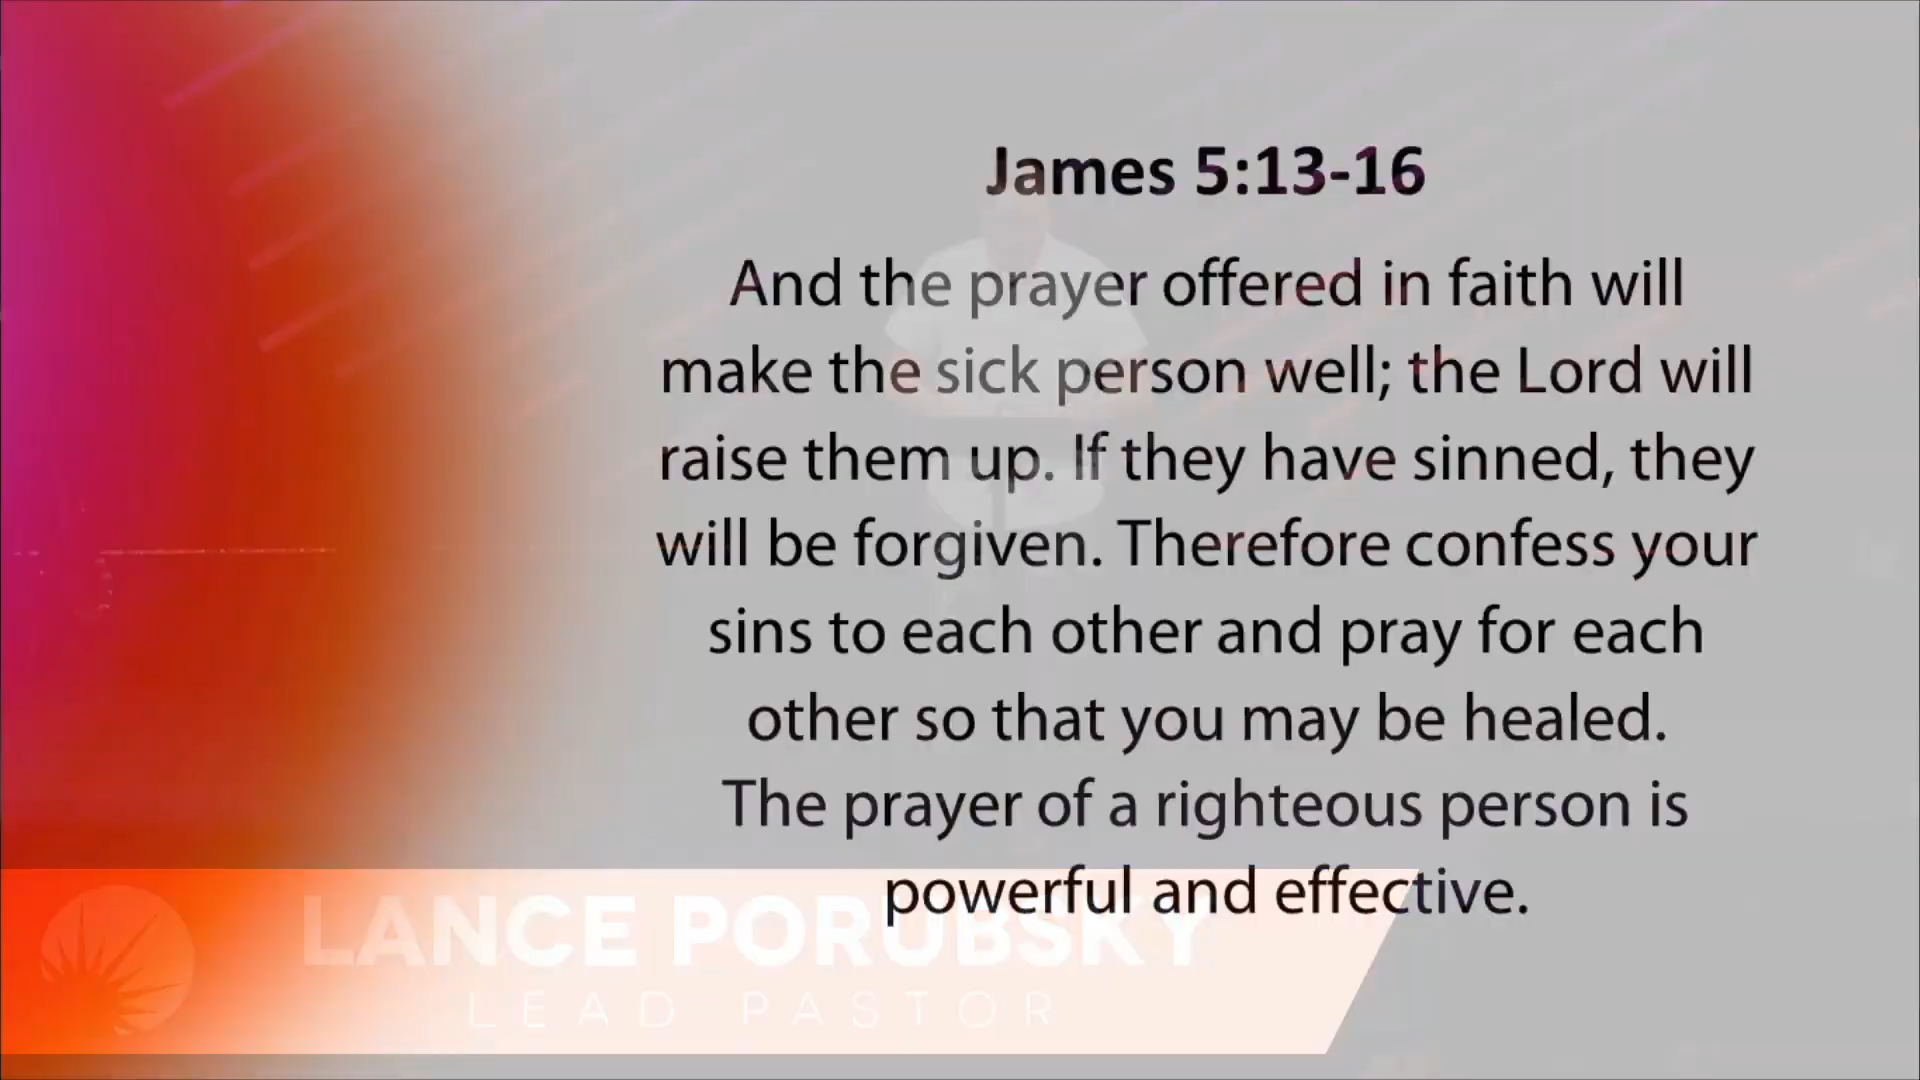 James 5:13-16
And the prayer offered in faith will
make the sick person well; the Lord will
raise them up. If they have sinned, they
will be forgiven. Therefore confess your
sins to each other and pray for each
other so that you may be healed.
The prayer of a righteous person is
powerful and effective.
LANCE PORUBSKY
LEAD PASTOR